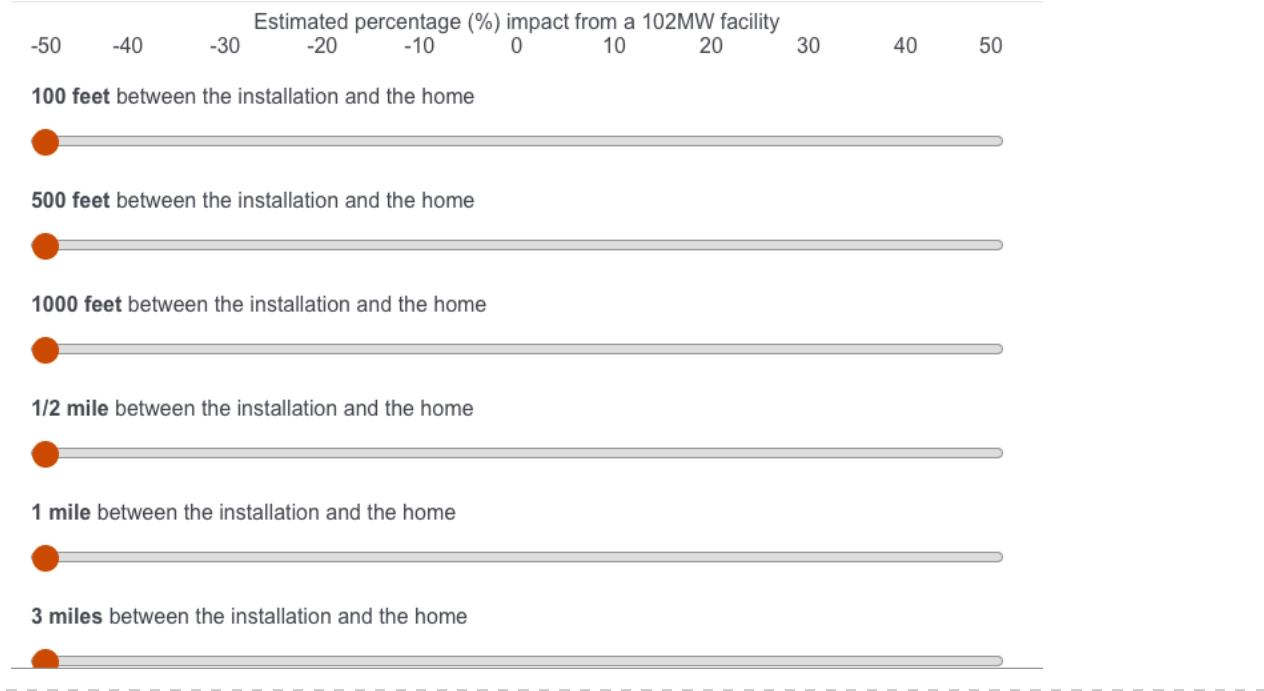 Estimated percentage (%) impact from a 102MW facility
-50 -40 -30 -20 -10 0 10 20 30 40 50
100 feet between the installation and the home
500 feet between the installation and the home
1000 feet between the installation and the home
1/2 mile between the installation and the home
1 mile between the installation and the home
3 miles between the installation and the home